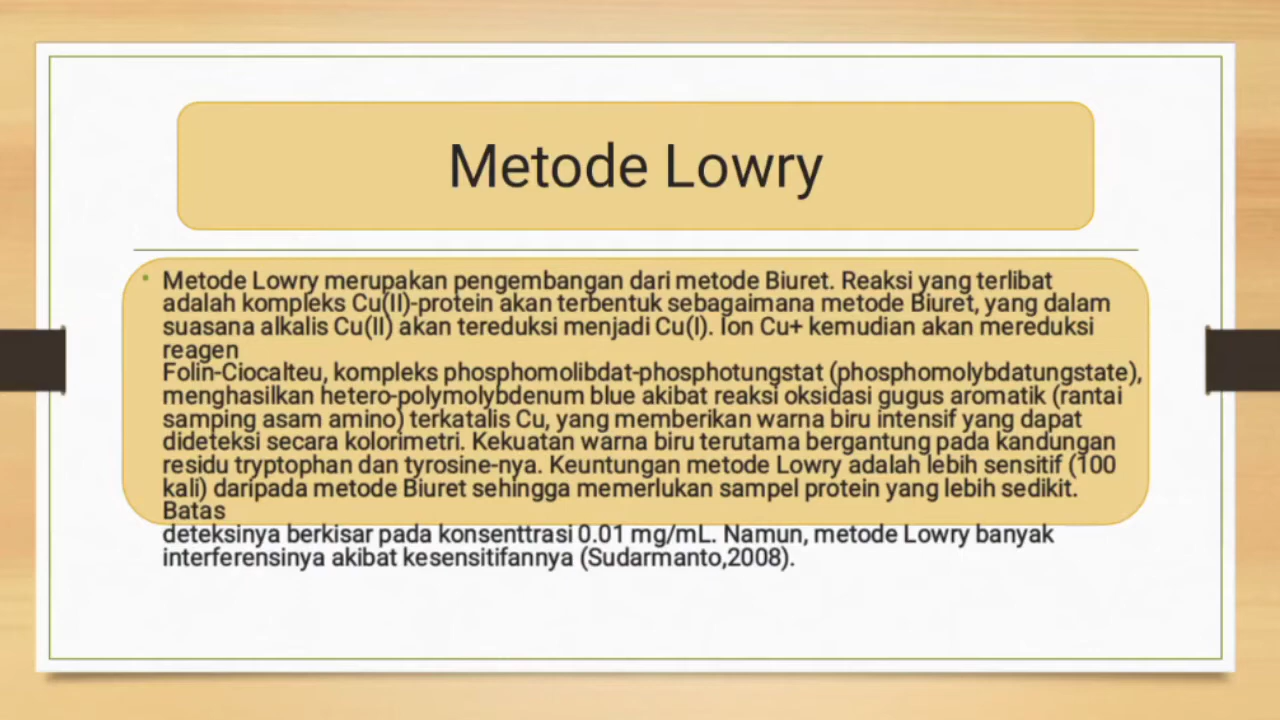 Metode Lowry
• Metode Lowry merupakan pengembangan dari metode Biuret. Reaksi yang terlibat
adalah kompleks Cu(II)-protein akan terbentuk sebagaimana metode Biuret, yang dalam
suasana alkalis Cu(II) akan tereduksi menjadi Cu(I). Ion Cu+ kemudian akan mereduksi
reagen
Folin-Ciocalteu, kompleks phosphomolibdat-phosphotungstat (phosphomolybdatungstate),
menghasilkan hetero-polymolybdenum blue akibat reaksi oksidasi gugus aromatik (rantai
samping asam amino) terkatalis Cu, yang memberikan warna biru intensif yang dapat
dideteksi secara kolorimetri. Kekuatan warna biru terutama bergantung pada kandungan
residu tryptophan dan tyrosine-nya. Keuntungan metode Lowry adalah lebih sensitif (100
kali) daripada metode Biuret sehingga memerlukan sampel protein yang lebih sedikit.
Batas
deteksinya berkisar pada konsenttrasi 0.01 mg/mL. Namun, metode Lowry banyak
interferensinya akibat kesensitifannya (Sudarmanto,2008).